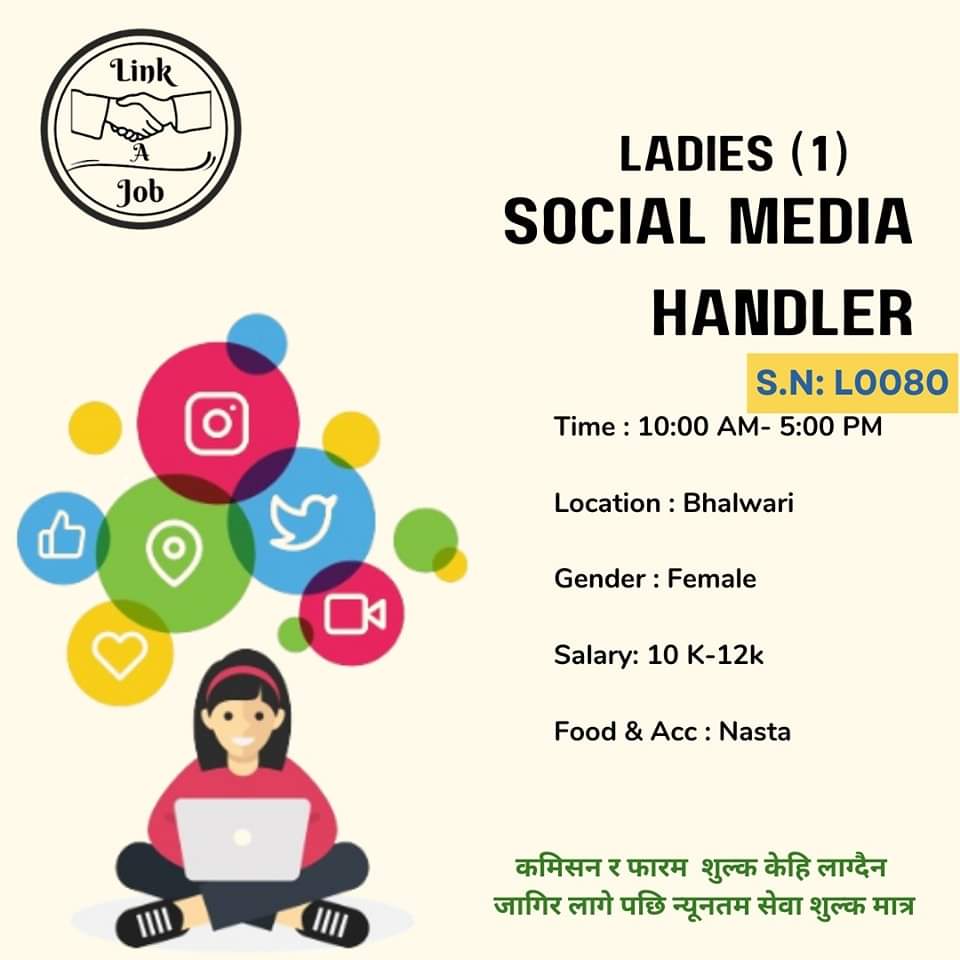 Link
A
Job
LADIES (1)
SOCIAL MEDIA
HANDLER
S.N: L0080
Time : 10:00 AM- 5:00 PM
Location : Bhalwari
Gender : Female
Salary: 10 K-12k
Food & Acc : Nasta
कमिसन र फारम शुल्क केहि लाग्दैन
जागिर लागे पछि न्यूनतम सेवा शुल्क मात्र